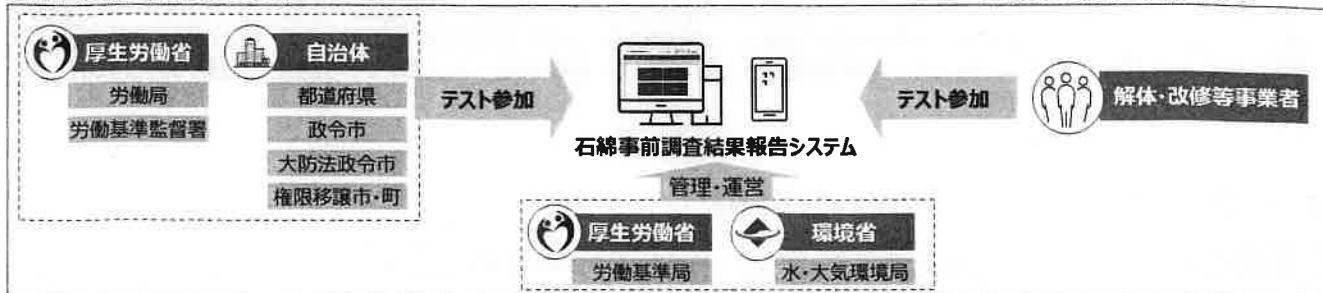 厚生労働省
労働局
労働基準監督署
自治体
都道府県
政令市
大防法政令市
権限移譲市・町
テスト参加
石綿事前調査結果報告システム
テスト参加
解体・改修等事業者
管理・運営
厚生労働省
労働基準局
環境省
水・大気環境局